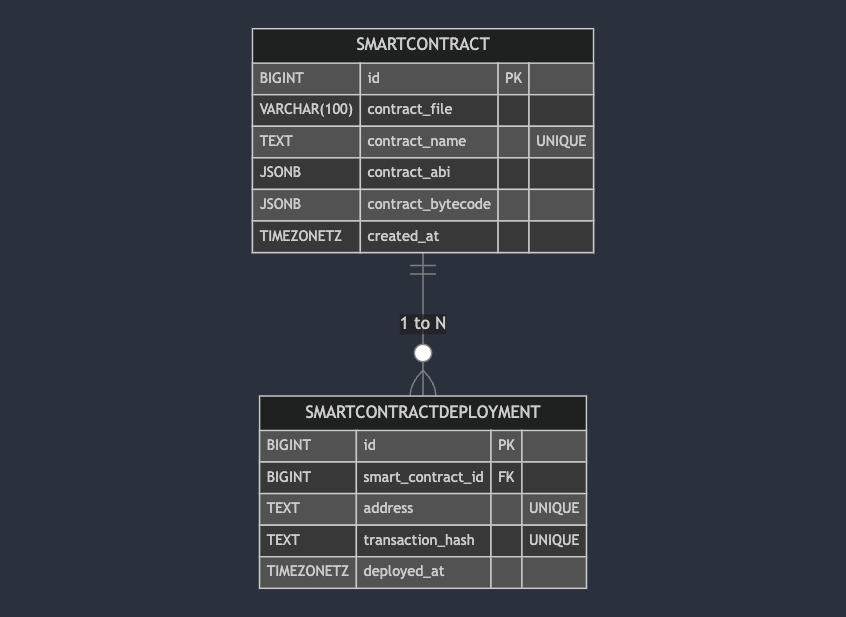 SMARTCONTRACT
BIGINT id PK
VARCHAR(100) contract_file
TEXT contract_name UNIQUE
JSONB contract_abi
JSONB contract_bytecode
TIMEZONETZ created_at
1 to N
SMARTCONTRACTDEPLOYMENT
BIGINT id PK
BIGINT smart_contract_id FK
TEXT address UNIQUE
TEXT transaction_hash UNIQUE
TIMEZONETZ deployed_at